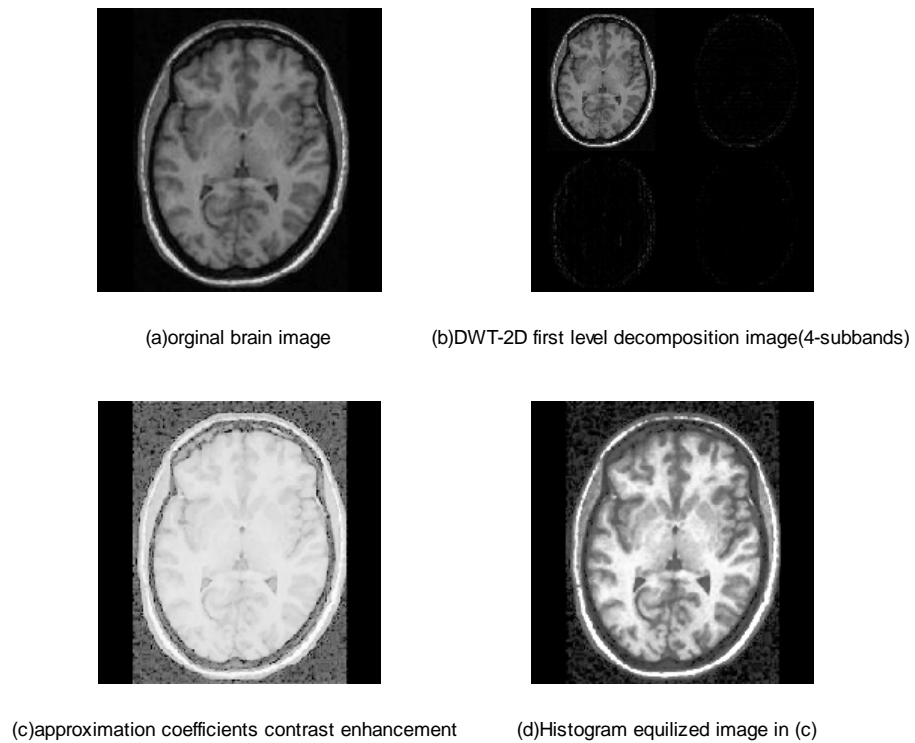 (a)orginal brain image
(b)DWT-2D first level decomposition image(4-subbands)
(c)approximation coefficients contrast enhancement
(d)Histogram equilized image in (c)